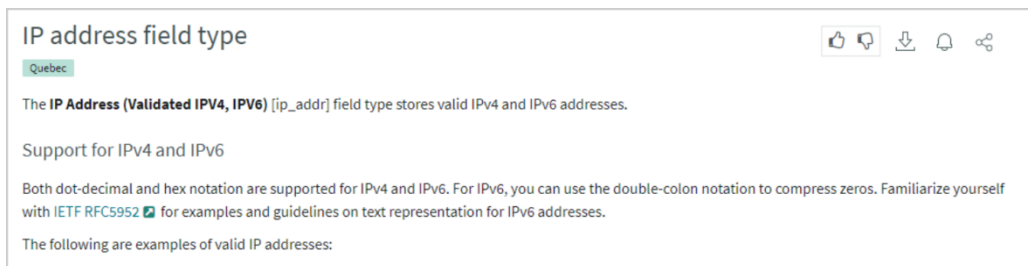 IP address field type
Quebec
The IP Address (Validated IPV4, IPV6) [ip_addr] field type stores valid IPv4 and IPv6 addresses.
Support for IPv4 and IPv6
Both dot-decimal and hex notation are supported for IPv4 and IPv6. For IPv6, you can use the double-colon notation to compress zeros. Familiarize yourself
with IETF RFC5952 for examples and guidelines on text representation for IPv6 addresses.
The following are examples of valid IP addresses: